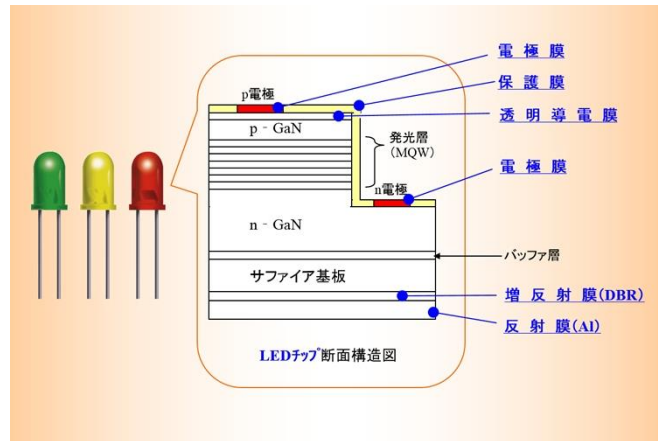 電極膜
保護膜
p電極
透明導電膜
p‐GaN
発光層
(MQW)
電極膜
n電極
n‐GaN
バッファ層
サファイア基板
増反射膜(DBR)
反射膜(Al)
LEDチップ断面構造図